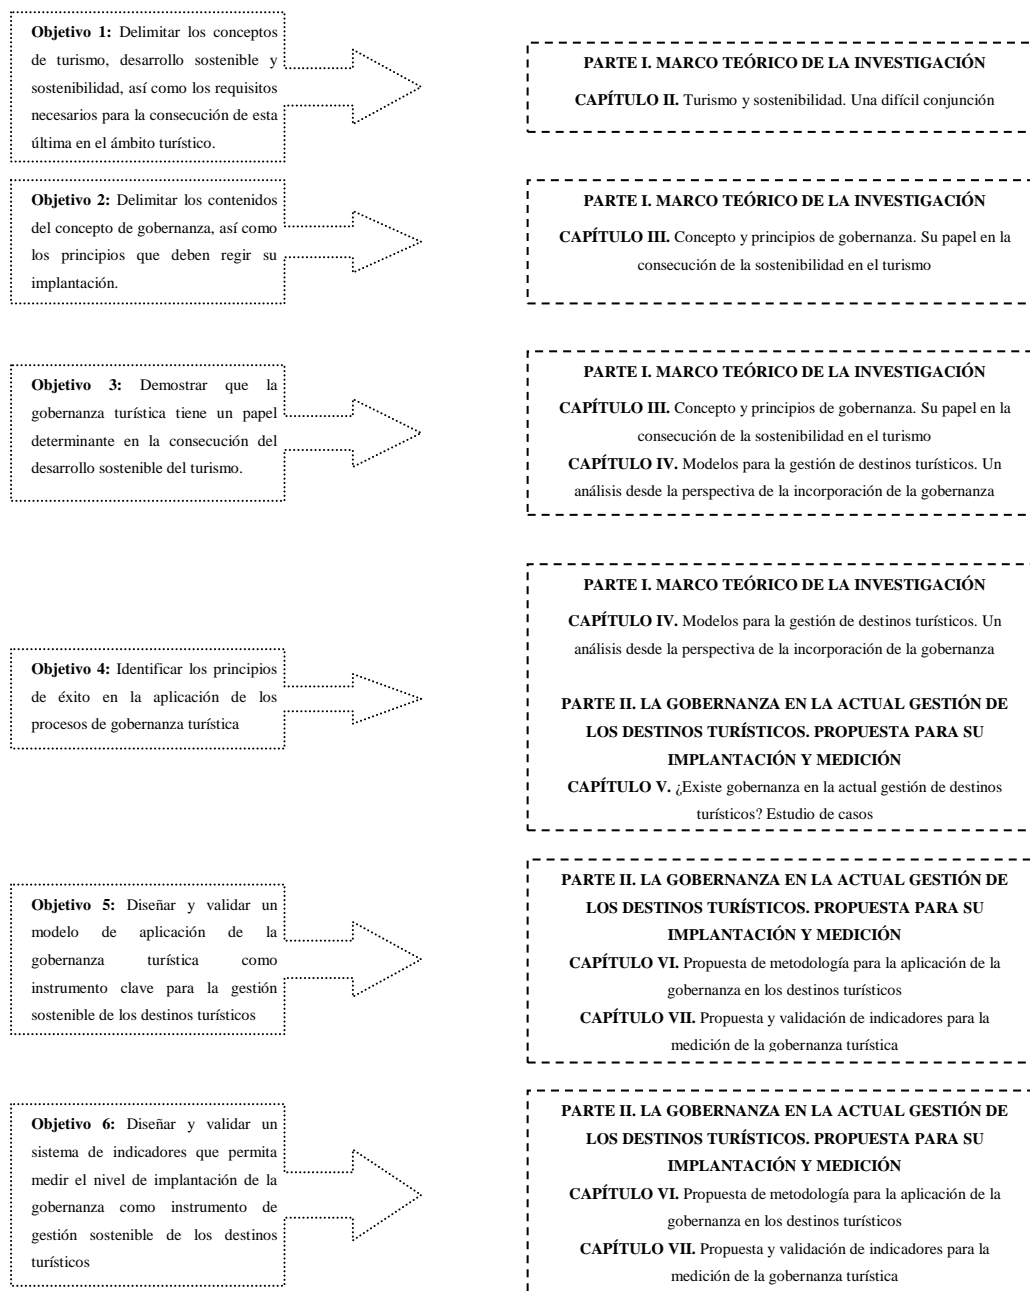 Objetivo 1: Delimitar los conceptos
de turismo, desarrollo sostenible y
sostenibilidad, así como los requisitos
necesarios para la consecución de esta
última en el ámbito turístico.
PARTE I. MARCO TEÓRICO DE LA INVESTIGACIÓN
CAPÍTULO II. Turismo y sostenibilidad. Una difícil conjunción
Objetivo 2: Delimitar los contenidos
del concepto de gobernanza, así como
los principios que deben regir su
implantación.
PARTE I. MARCO TEÓRICO DE LA INVESTIGACIÓN
CAPÍTULO III. Concepto y principios de gobernanza. Su papel en la
consecución de la sostenibilidad en el turismo
Objetivo 3: Demostrar que la
gobernanza turística tiene un papel
determinante en la consecución del
desarrollo sostenible del turismo.
PARTE I. MARCO TEÓRICO DE LA INVESTIGACIÓN
CAPÍTULO III. Concepto y principios de gobernanza. Su papel en la
consecución de la sostenibilidad en el turismo
CAPÍTULO IV. Modelos para la gestión de destinos turísticos. Un
análisis desde la perspectiva de la incorporación de la gobernanza
Objetivo 4: Identificar los principios
de éxito en la aplicación de los
procesos de gobernanza turística
PARTE I. MARCO TEÓRICO DE LA INVESTIGACIÓN
CAPÍTULO IV. Modelos para la gestión de destinos turísticos. Un
análisis desde la perspectiva de la incorporación de la gobernanza
PARTE II. LA GOBERNANZA EN LA ACTUAL GESTIÓN DE
LOS DESTINOS TURÍSTICOS. PROPUESTA PARA SU
IMPLANTACIÓN Y MEDICIÓN
CAPÍTULO V. ¿Existe gobernanza en la actual gestión de destinos
turísticos? Estudio de casos
Objetivo 5: Diseñar y validar un
modelo de aplicación de la
gobernanza turística como
instrumento clave para la gestión
sostenible de los destinos turísticos
PARTE II. LA GOBERNANZA EN LA ACTUAL GESTIÓN DE
LOS DESTINOS TURÍSTICOS. PROPUESTA PARA SU
IMPLANTACIÓN Y MEDICIÓN
CAPÍTULO VI. Propuesta de metodología para la aplicación de la
gobernanza en los destinos turísticos
CAPÍTULO VII. Propuesta y validación de indicadores para la
medición de la gobernanza turística
Objetivo 6: Diseñar y validar un
sistema de indicadores que permita
medir el nivel de implantación de la
gobernanza como instrumento de
gestión sostenible de los destinos
turísticos
PARTE II. LA GOBERNANZA EN LA ACTUAL GESTIÓN DE
LOS DESTINOS TURÍSTICOS. PROPUESTA PARA SU
IMPLANTACIÓN Y MEDICIÓN
CAPÍTULO VI. Propuesta de metodología para la aplicación de la
gobernanza en los destinos turísticos
CAPÍTULO VII. Propuesta y validación de indicadores para la
medición de la gobernanza turística